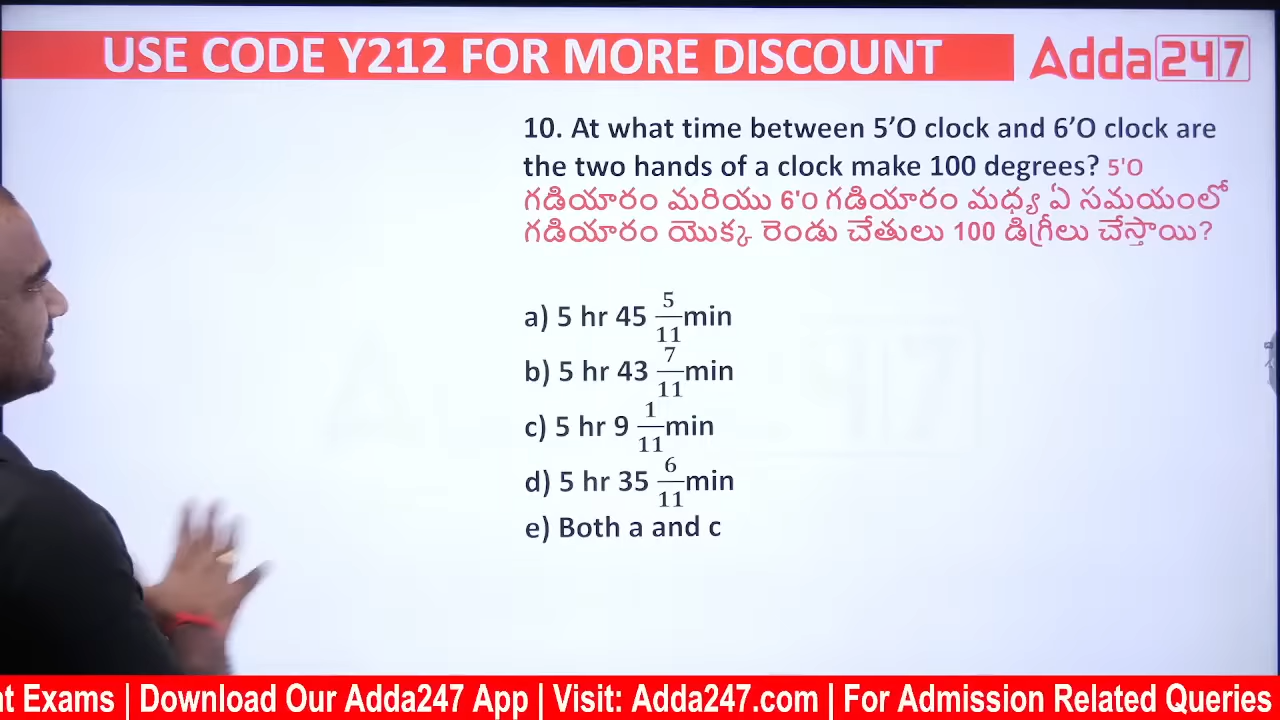 USE CODE Y212 FOR MORE DISCOUNT
Adda247
10. At what time between 5’O clock and 6’O clock are
the two hands of a clock make 100 degrees? 5'O
గడియారం మరియు 6'O గడియారం మధ్య ఏ సమయంలో
గడియారం యొక్క రెండు చేతులు 100 డిగ్రీలు చేస్తాయి?
a) 5 hr 45 5/11 min
b) 5 hr 43 7/11 min
c) 5 hr 9 1/11 min
d) 5 hr 35 6/11 min
e) Both a and c
nt Exams | Download Our Adda247 App | Visit: Adda247.com | For Admission Related Queries